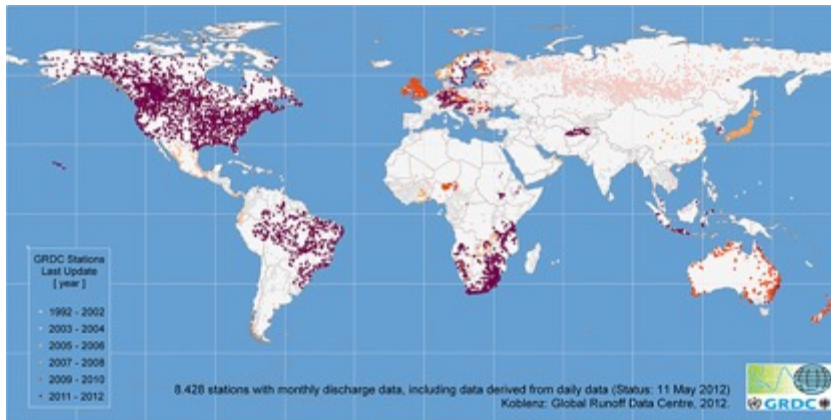 GRDC Stations
Last Update
[ year ]
1992 - 2002
2003 - 2004
2005 - 2006
2007 - 2008
2009 - 2010
2011 - 2012
8.428 stations with monthly discharge data, including data derived from daily data (Status: 11 May 2012)
Koblenz: Global Runoff Data Centre, 2012.
GRDC